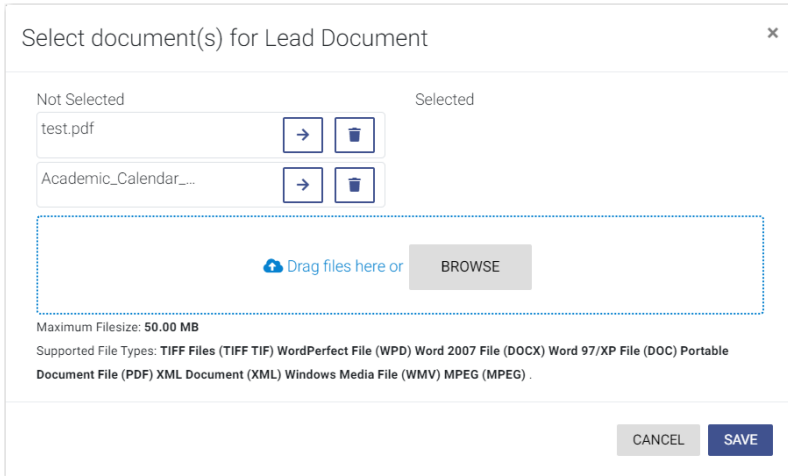 Select document(s) for Lead Document
×
Not Selected
Selected
test.pdf
Academic_Calendar_...
Drag files here or
BROWSE
Maximum Filesize: 50.00 MB
Supported File Types: TIFF Files (TIFF TIF) WordPerfect File (WPD) Word 2007 File (DOCX) Word 97/XP File (DOC) Portable
Document File (PDF) XML Document (XML) Windows Media File (WMV) MPEG (MPEG) .
CANCEL
SAVE